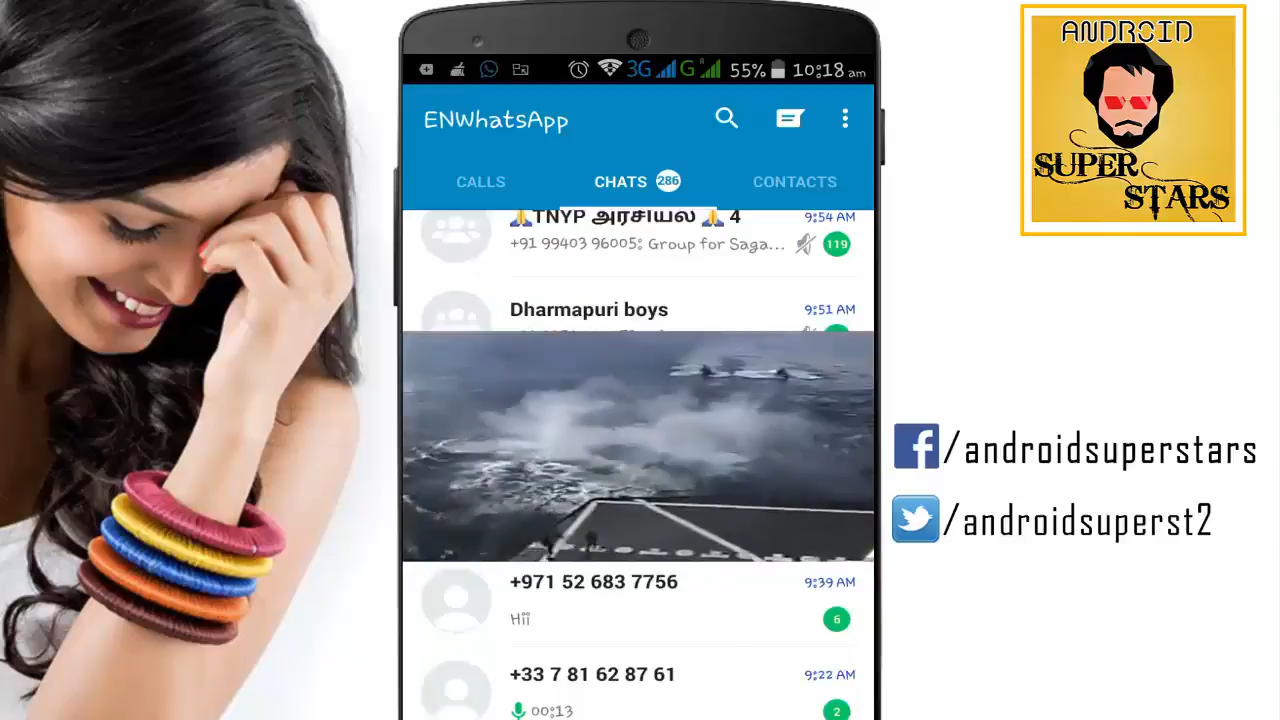 ANDROID
SUPER
STARS
3G G R 55% 10:18 am
ENWhatsApp
CALLS CHATS 286 CONTACTS
🙏TNYP அரசியல் 🙏 4 9:54 AM
+91 99403 96005: Group for Saga... 119
Dharmapuri boys 9:51 AM
/androidsuperstars
/androidsuperst2
+971 52 683 7756 9:39 AM
Hii 6
+33 7 81 62 87 61 9:22 AM
00:13 2